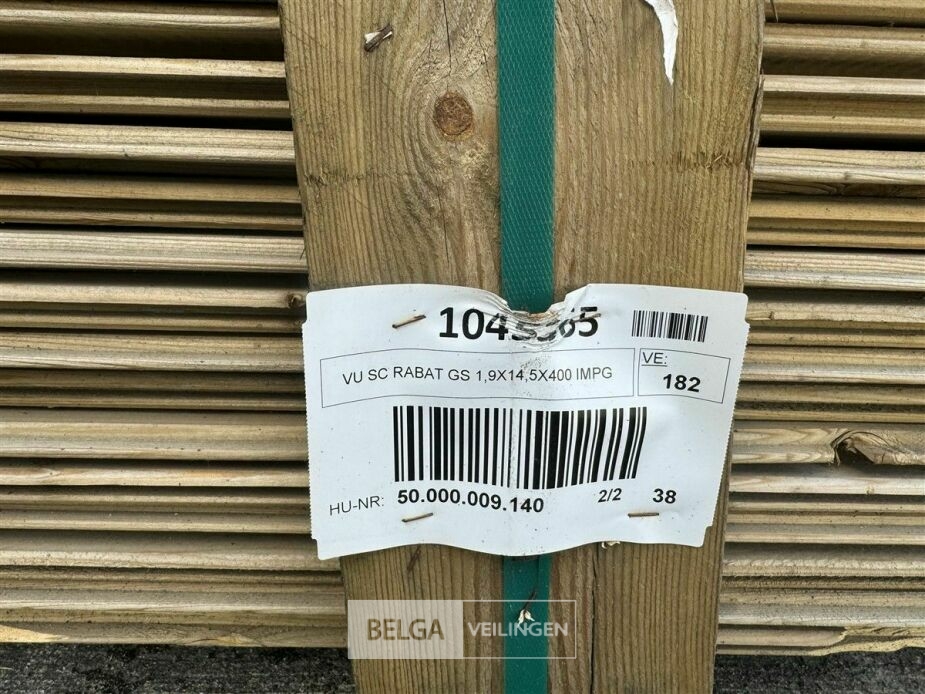 VU SC RABAT GS 1,9X14,5X400 IMPG
VE:
182
HU-NR: 50.000.009.140 2/2 38
BELGA VEILINGEN